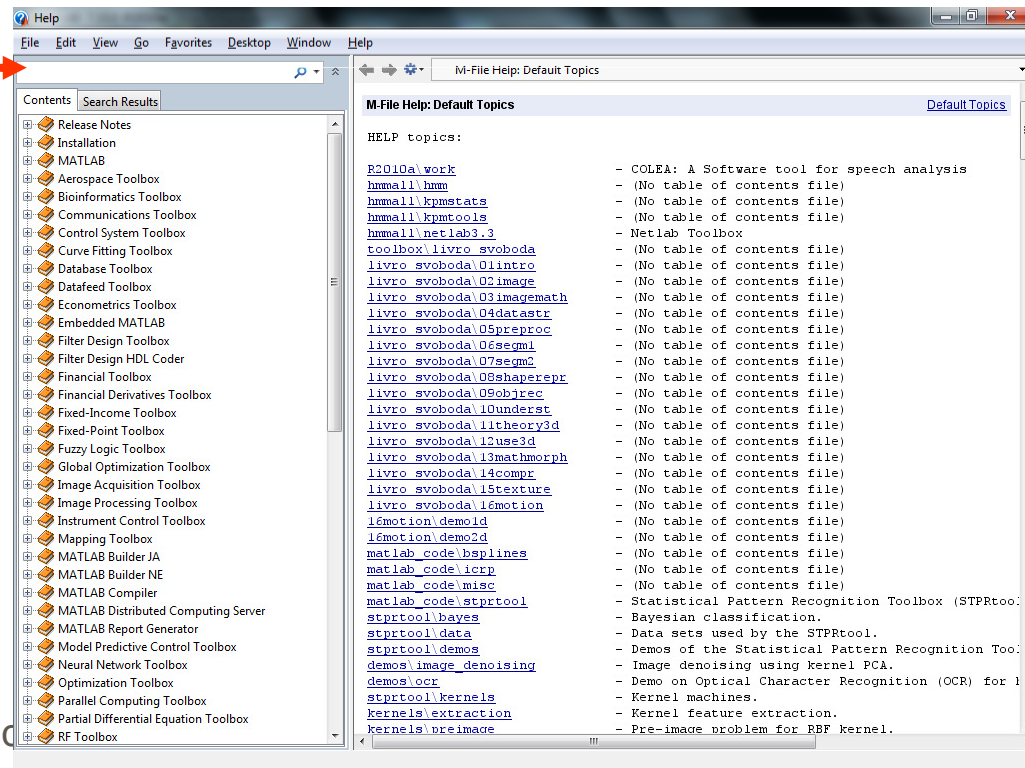 Help
File Edit View Go Favorites Desktop Window Help
M-File Help: Default Topics
Contents Search Results
Release Notes
Installation
MATLAB
Aerospace Toolbox
Bioinformatics Toolbox
Communications Toolbox
Control System Toolbox
Curve Fitting Toolbox
Database Toolbox
Datafeed Toolbox
Econometrics Toolbox
Embedded MATLAB
Filter Design Toolbox
Filter Design HDL Coder
Financial Toolbox
Financial Derivatives Toolbox
Fixed-Income Toolbox
Fixed-Point Toolbox
Fuzzy Logic Toolbox
Global Optimization Toolbox
Image Acquisition Toolbox
Image Processing Toolbox
Instrument Control Toolbox
Mapping Toolbox
MATLAB Builder JA
MATLAB Builder NE
MATLAB Compiler
MATLAB Distributed Computing Server
MATLAB Report Generator
Model Predictive Control Toolbox
Neural Network Toolbox
Optimization Toolbox
Parallel Computing Toolbox
Partial Differential Equation Toolbox
RF Toolbox
M-File Help: Default Topics Default Topics
HELP topics:
R2010a\work - COLEA: A Software tool for speech analysis
hmmall\hmm - (No table of contents file)
hmmall\kpmstats - (No table of contents file)
hmmall\kpmtools - (No table of contents file)
hmmall\netlab3.3 - Netlab Toolbox
toolbox\livro_svoboda - (No table of contents file)
livro_svoboda\01intro - (No table of contents file)
livro_svoboda\02image - (No table of contents file)
livro_svoboda\03imagemath - (No table of contents file)
livro_svoboda\04datastr - (No table of contents file)
livro_svoboda\05preproc - (No table of contents file)
livro_svoboda\06segm1 - (No table of contents file)
livro_svoboda\07segm2 - (No table of contents file)
livro_svoboda\08shaperepr - (No table of contents file)
livro_svoboda\09objrec - (No table of contents file)
livro_svoboda\10underst - (No table of contents file)
livro_svoboda\11theory3d - (No table of contents file)
livro_svoboda\12use3d - (No table of contents file)
livro_svoboda\13mathmorph - (No table of contents file)
livro_svoboda\14compr - (No table of contents file)
livro_svoboda\15texture - (No table of contents file)
livro_svoboda\16motion - (No table of contents file)
16motion\demo1d - (No table of contents file)
16motion\demo2d - (No table of contents file)
matlab_code\bsplines - (No table of contents file)
matlab_code\icrp - (No table of contents file)
matlab_code\misc - (No table of contents file)
matlab_code\stprtool - Statistical Pattern Recognition Toolbox (STPRtool
stprtool\bayes - Bayesian classification.
stprtool\data - Data sets used by the STPRtool.
stprtool\demos - Demos of the Statistical Pattern Recognition Tool
demos\image_denoising - Image denoising using kernel PCA.
demos\ocr - Demo on Optical Character Recognition (OCR) for
stprtool\kernels - Kernel machines.
kernels\extraction - Kernel feature extraction.
kernels\preimage - Pre-image problem for RBF kernel.